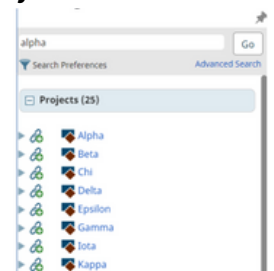 alpha
Go
Search Preferences Advanced Search
Projects (25)
Alpha
Beta
Chi
Delta
Epsilon
Gamma
Iota
Kappa